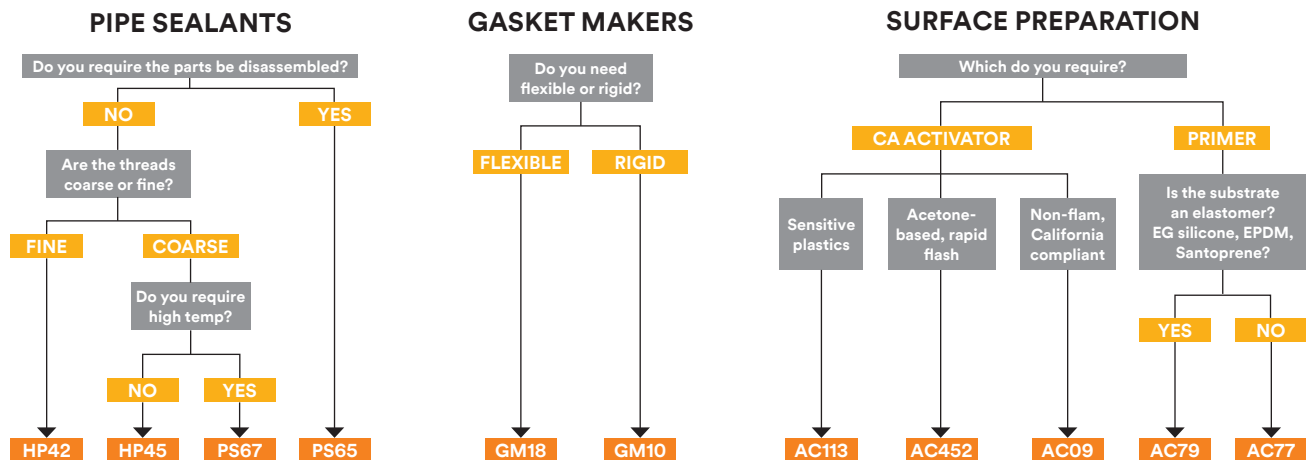 PIPE SEALANTS
Do you require the parts be disassembled?
NO
YES
Are the threads
coarse or fine?
FINE
COARSE
Do you require
high temp?
NO
YES
HP42
HP45
PS67
PS65
GASKET MAKERS
Do you need
flexible or rigid?
FLEXIBLE
RIGID
GM18
GM10
SURFACE PREPARATION
Which do you require?
CA ACTIVATOR
PRIMER
Sensitive
plastics
Acetone-
based, rapid
flash
Non-flam,
California
compliant
Is the substrate
an elastomer?
EG silicone, EPDM,
Santoprene?
YES
NO
AC113
AC452
AC09
AC79
AC77